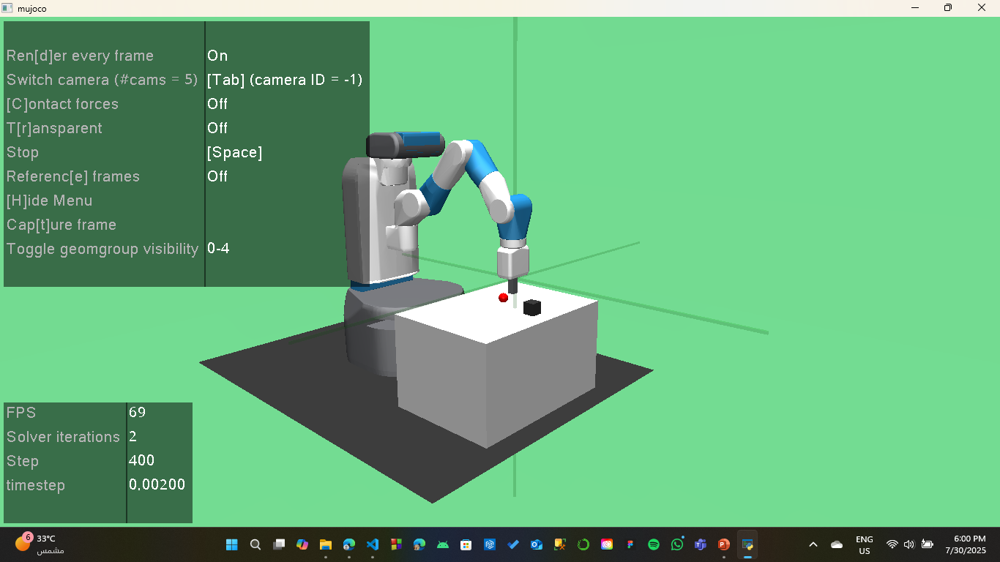 mujoco
Ren[d]er every frame On
Switch camera (#cams = 5) [Tab] (camera ID = -1)
[C]ontact forces Off
T[r]ansparent Off
Stop [Space]
Referenc[e] frames Off
[H]ide Menu
Cap[t]ure frame
Toggle geomgroup visibility 0-4
FPS 69
Solver iterations 2
Step 400
timestep 0.00200
6
33°C
مشمس
ENG
US
6:00 PM
7/30/2025